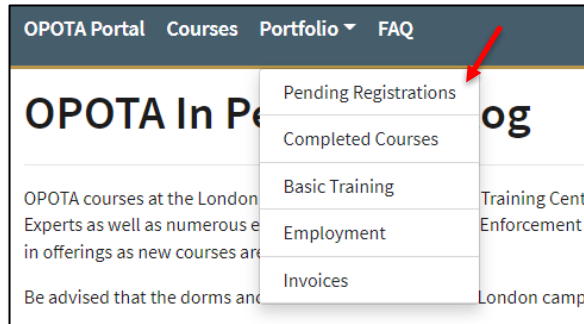 OPOTA Portal Courses Portfolio FAQ
Pending Registrations
Completed Courses
Basic Training
Employment
Invoices
OPOTA In Pe og
OPOTA courses at the London Training Cent
Experts as well as numerous e Enforcement
in offerings as new courses are
Be advised that the dorms and London camp